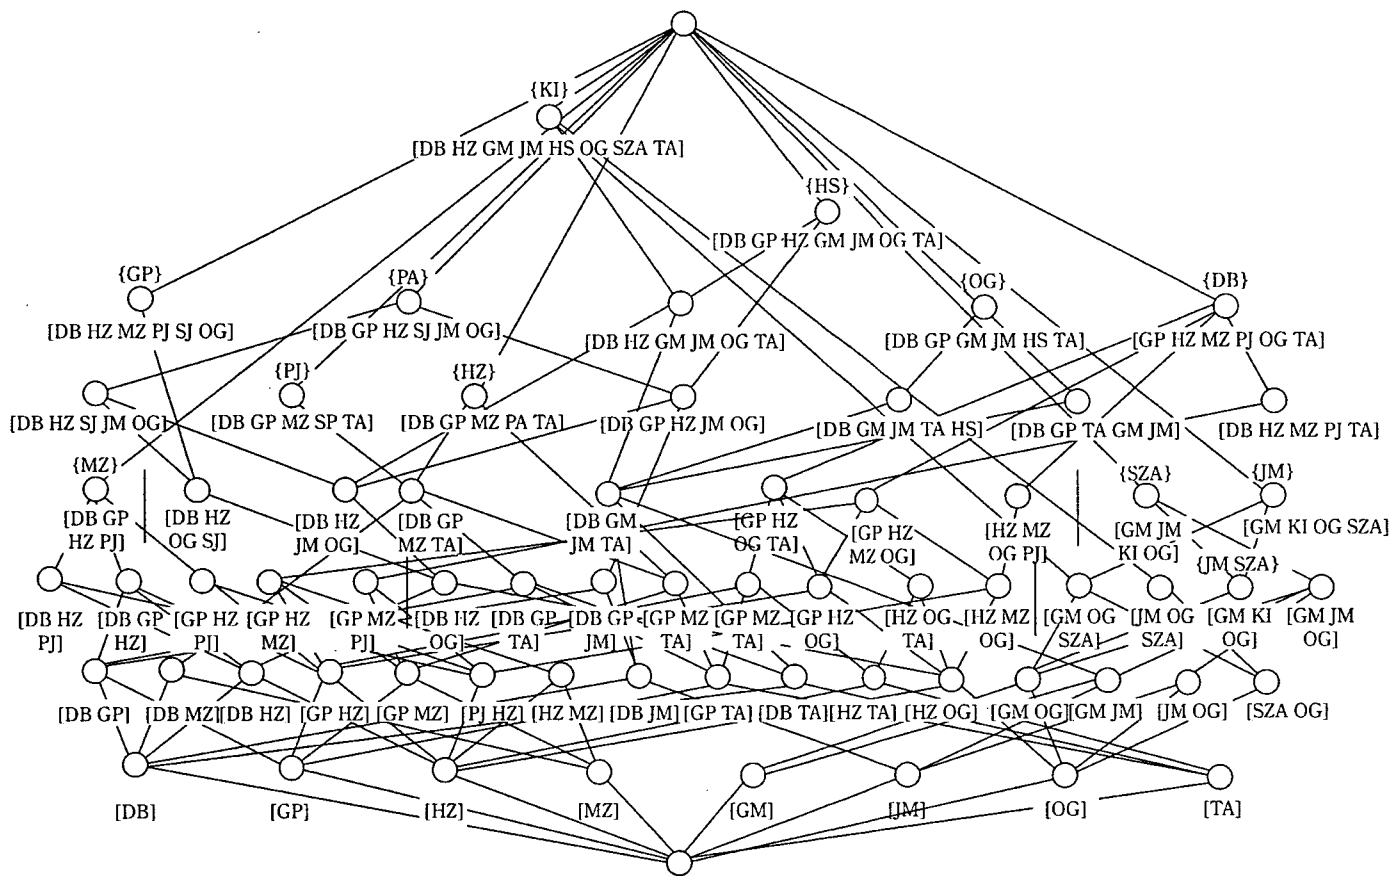 {KI}
[DB HZ GM JM HS OG SZA TA]
{HS}
[DB GP HZ GM JM OG TA]
{GP}
{PA}
{OG}
{DB}
[DB HZ MZ PJ SJ OG]
[DB GP HZ SJ JM OG]
[DB HZ GM JM OG TA]
[DB GP GM JM HS TA]
[GP HZ MZ PJ OG TA]
{PJ}
{HZ}
[DB HZ SJ JM OG]
[DB GP MZ SP TA]
[DB GP MZ PA TA]
[DB GP HZ JM OG]
[DB GM JM TA HS]
[DB GP TA GM JM]
[DB HZ MZ PJ TA]
{MZ}
{SZA}
{JM}
[DB GP
HZ PJ]
[DB HZ
OG SJ]
[DB HZ
JM OG]
[DB GP
MZ TA]
[DB GM
JM TA]
[GP HZ
OG TA]
[GP HZ
MZ OG]
[HZ MZ
OG PJ]
[GM JM
KI OG]
[GM KI OG SZA]
{JM SZA}
[DB HZ
PJ]
[DB GP
HZ]
[GP HZ
PJ]
[GP HZ
MZ]
[GP MZ
PJ]
[DB HZ
OG]
[DB GP
TA]
[DB GP
JM]
[GP MZ
TA]
[GP MZ
TA]
[GP HZ
OG]
[HZ OG
TA]
[HZ MZ
OG]
[GM OG
SZA]
[JM OG
SZA]
[GM KI
OG]
[GM JM
OG]
[DB GP]
[DB MZ]
[DB HZ]
[GP HZ]
[GP MZ]
[PJ HZ]
[HZ MZ]
[DB JM]
[GP TA]
[DB TA]
[HZ TA]
[HZ OG]
[GM OG]
[GM JM]
[JM OG]
[SZA OG]
[DB]
[GP]
[HZ]
[MZ]
[GM]
[JM]
[OG]
[TA]